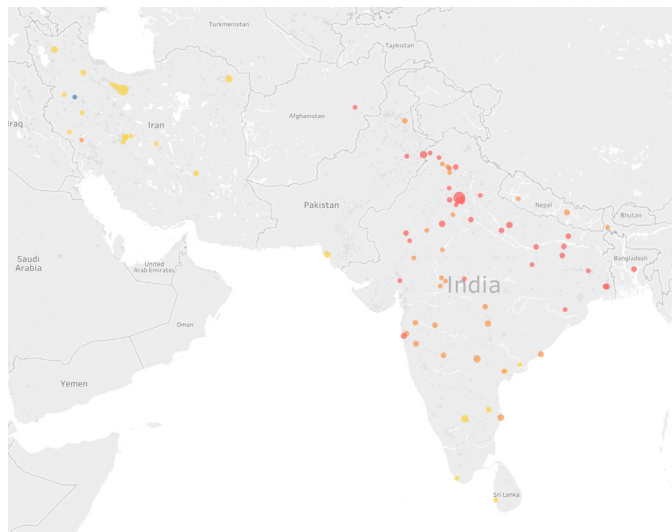 Turkmenistan
Tajikistan
Afghanistan
Iraq
Iran
Pakistan
Nepal
Bhutan
Bangladesh
Saudi
Arabia
United
Arab Emirates
India
Oman
Yemen
Sri Lanka